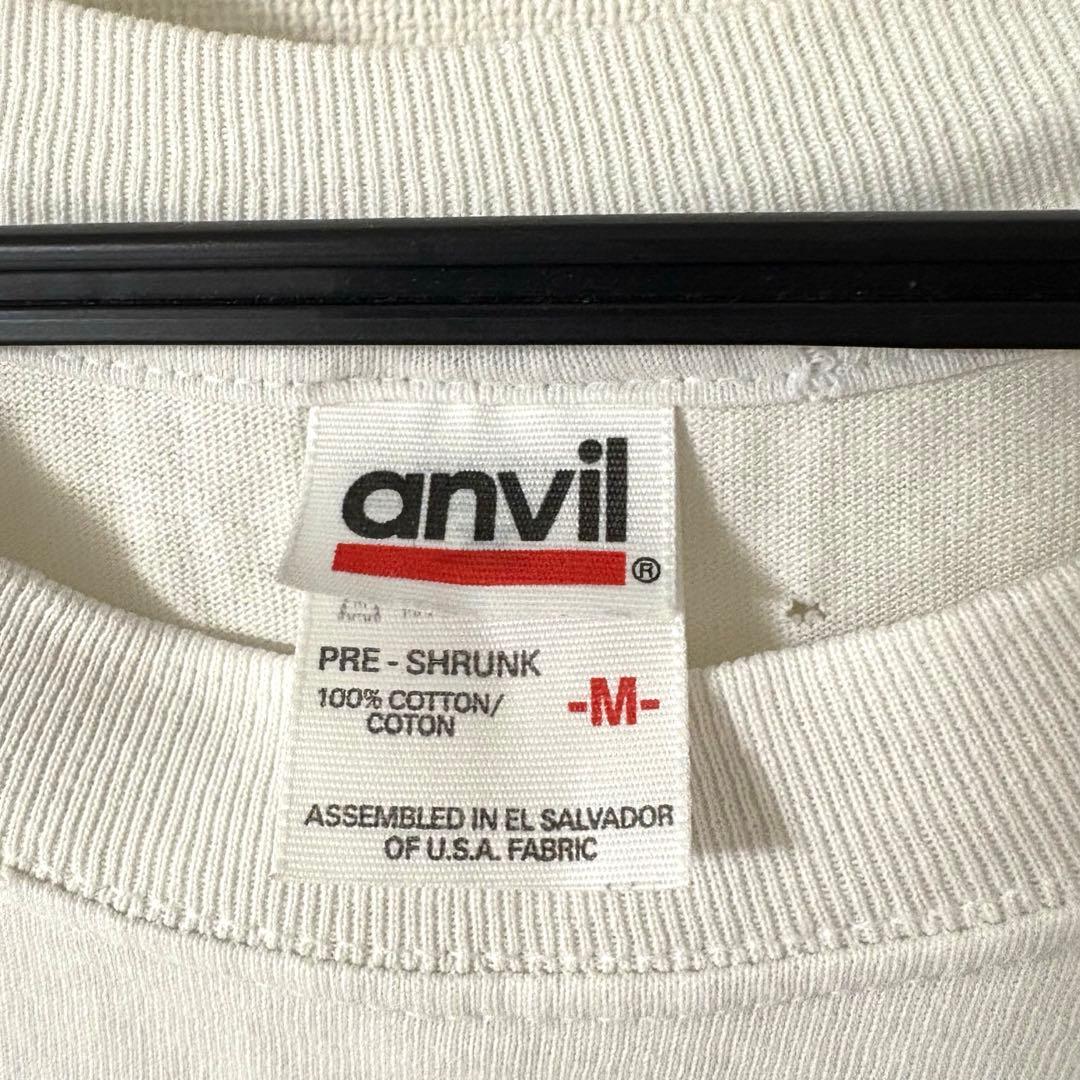 anvil
®
PRE - SHRUNK
100% COTTON/
COTON
-M-
ASSEMBLED IN EL SALVADOR
OF U.S.A. FABRIC